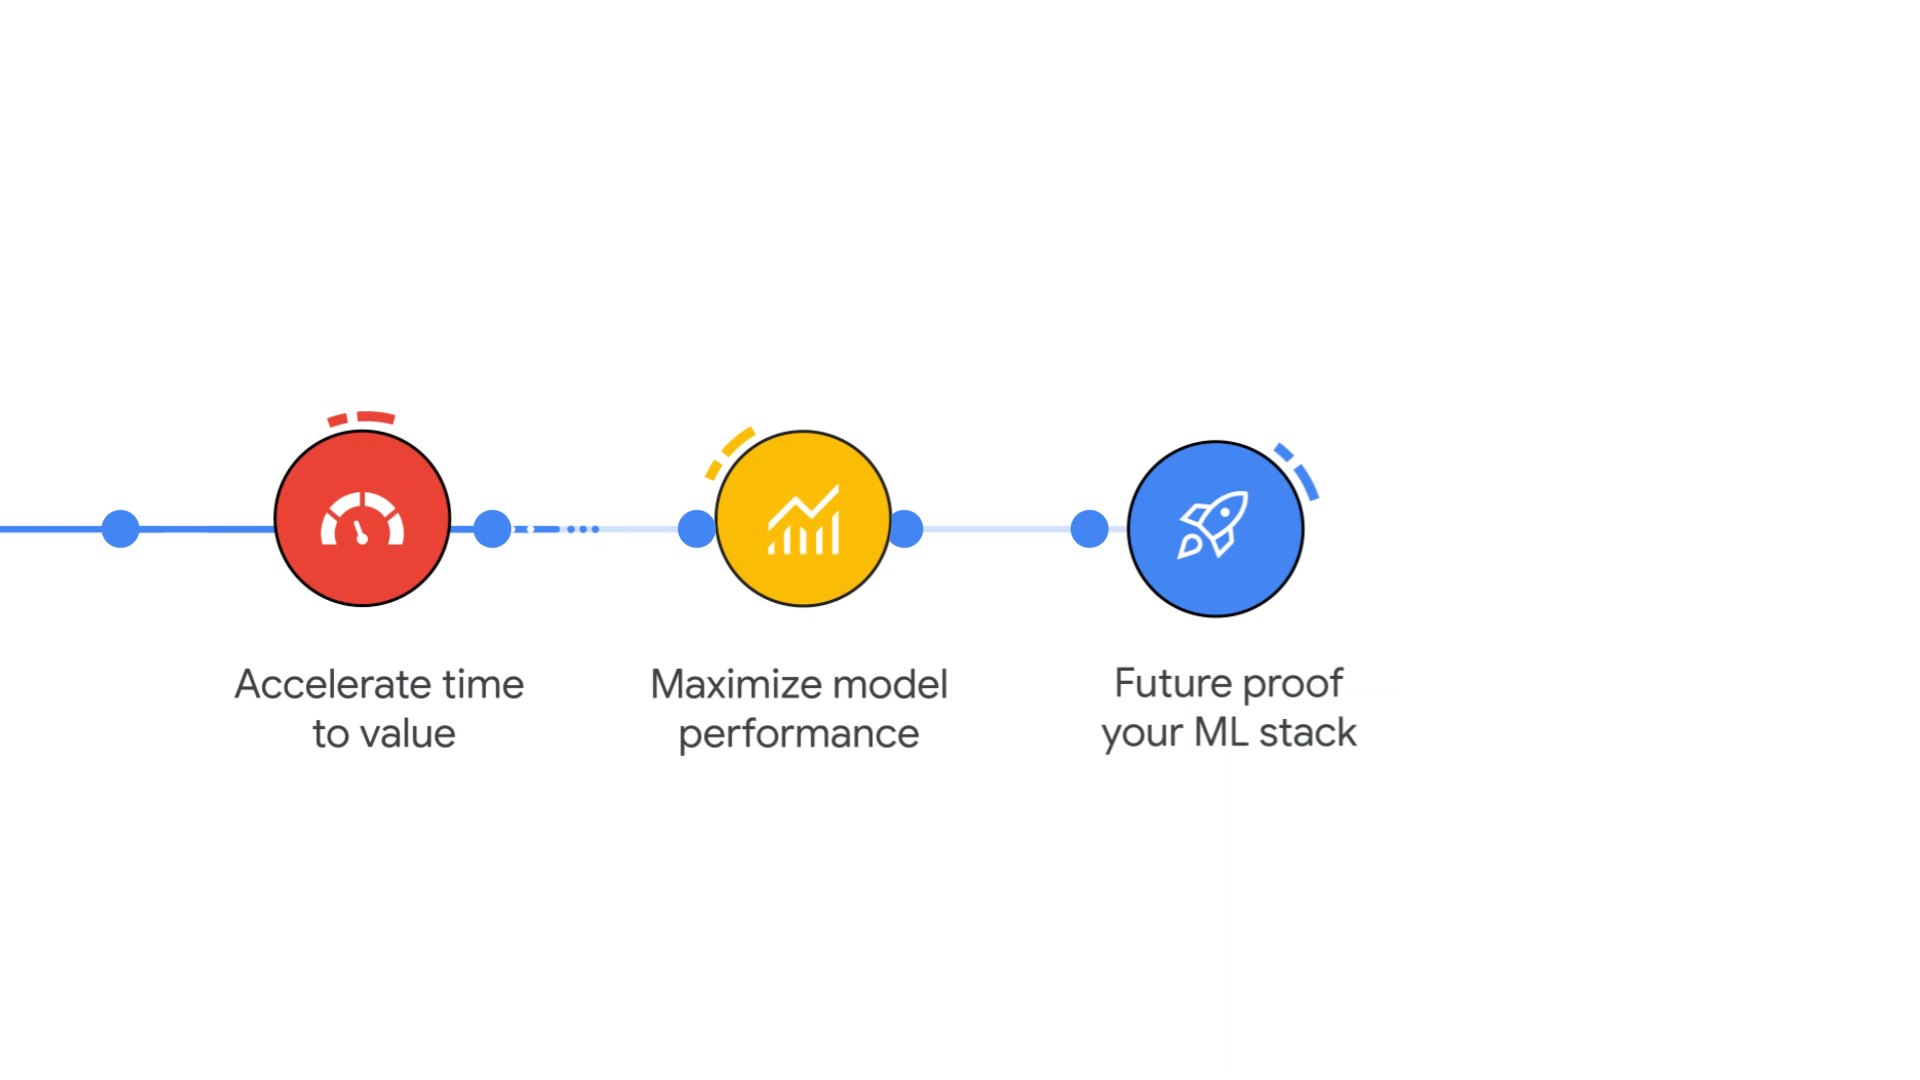 Accelerate time
to value
Maximize model
performance
Future proof
your ML stack